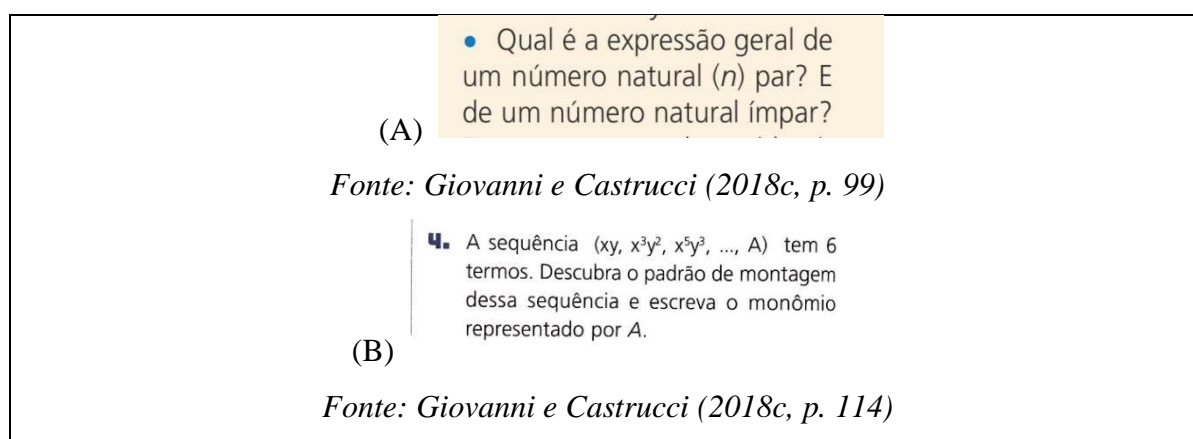 • Qual é a expressão geral de
um número natural (n) par? E
de um número natural ímpar?
(A)
Fonte: Giovanni e Castrucci (2018c, p. 99)
4. A sequência (xy, x³y², x⁵y³, ..., A) tem 6
termos. Descubra o padrão de montagem
dessa sequência e escreva o monômio
representado por A.
(B)
Fonte: Giovanni e Castrucci (2018c, p. 114)